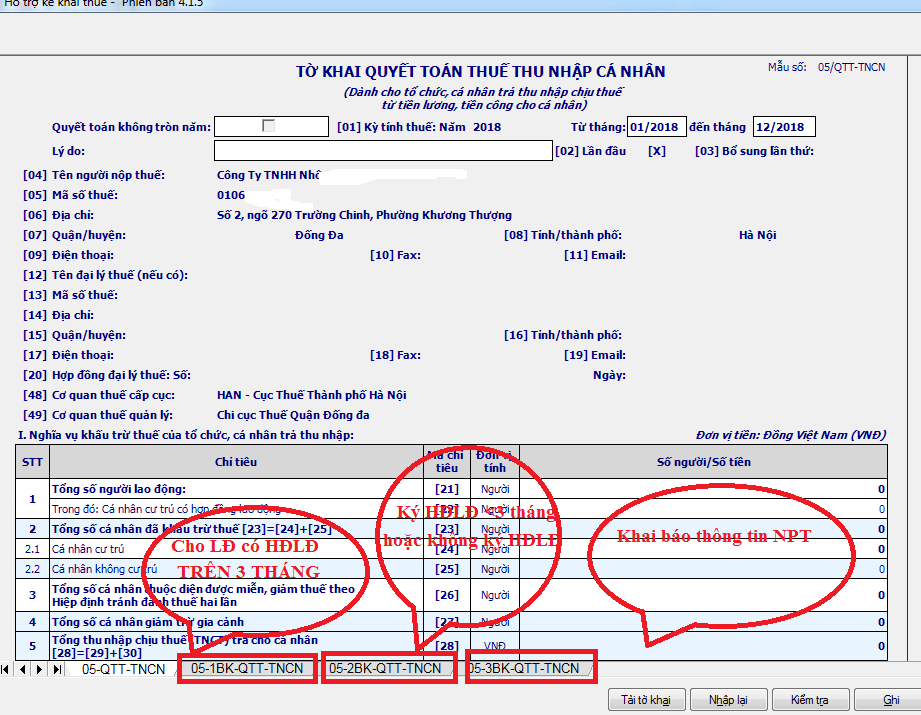 Hỗ trợ kê khai thuế - Phiên bản 4.1.5
TỜ KHAI QUYẾT TOÁN THUẾ THU NHẬP CÁ NHÂN
Mẫu số: 05/QTT-TNCN
(Dành cho tổ chức, cá nhân trả thu nhập chịu thuế
từ tiền lương, tiền công cho cá nhân)
Quyết toán không tròn năm: [01] Kỳ tính thuế: Năm 2018 Từ tháng: 01/2018 đến tháng 12/2018
Lý do: [02] Lần đầu [X] [03] Bổ sung lần thứ:
[04] Tên người nộp thuế: Công Ty TNHH
[05] Mã số thuế: 0106
[06] Địa chỉ: Số 2, ngõ 270 Trường Chinh, Phường Khương Thượng
[07] Quận/huyện: Đống Đa [08] Tỉnh/thành phố: Hà Nội
[09] Điện thoại: [10] Fax: [11] Email:
[12] Tên đại lý thuế (nếu có):
[13] Mã số thuế:
[14] Địa chỉ:
[15] Quận/huyện: [16] Tỉnh/thành phố:
[17] Điện thoại: [18] Fax: [19] Email:
[20] Hợp đồng đại lý thuế: Số: Ngày:
[48] Cơ quan thuế cấp cục: HAN - Cục Thuế Thành phố Hà Nội
[49] Cơ quan thuế quản lý: Chi cục Thuế Quận Đống đa
I. Nghĩa vụ khấu trừ thuế của tổ chức, cá nhân trả thu nhập: Đơn vị tiền: Đồng Việt Nam (VNĐ)
STT Chỉ tiêu Mã chỉ tiêu Đơn vị tính Số người/Số tiền
1 Tổng số người lao động: [21] Người 0
Trong đó: Cá nhân cư trú có hợp đồng lao động [22] Người 0
2 Tổng số cá nhân đã khấu trừ thuế [23]=[24]+[25] [23] Người 0
2.1 Cá nhân cư trú [24] Người 0
2.2 Cá nhân không cư trú [25] Người 0
3 Tổng số cá nhân thuộc diện được miễn, giảm thuế theo
Hiệp định tránh đánh thuế hai lần [26] Người 0
4 Tổng số cá nhân giảm trừ gia cảnh [27] Người 0
5 Tổng thu nhập chịu thuế (TNCT) trả cho cá nhân
[28]=[29]+[30] [28] VNĐ 0
Cho LĐ có HĐLĐ
TRÊN 3 THÁNG
Ký HĐLĐ <3 tháng
hoặc không ký HĐLĐ
Khai báo thông tin NPT
05-QTT-TNCN 05-1BK-QTT-TNCN 05-2BK-QTT-TNCN 05-3BK-QTT-TNCN
Tải tờ khai Nhập lại Kiểm tra Ghi